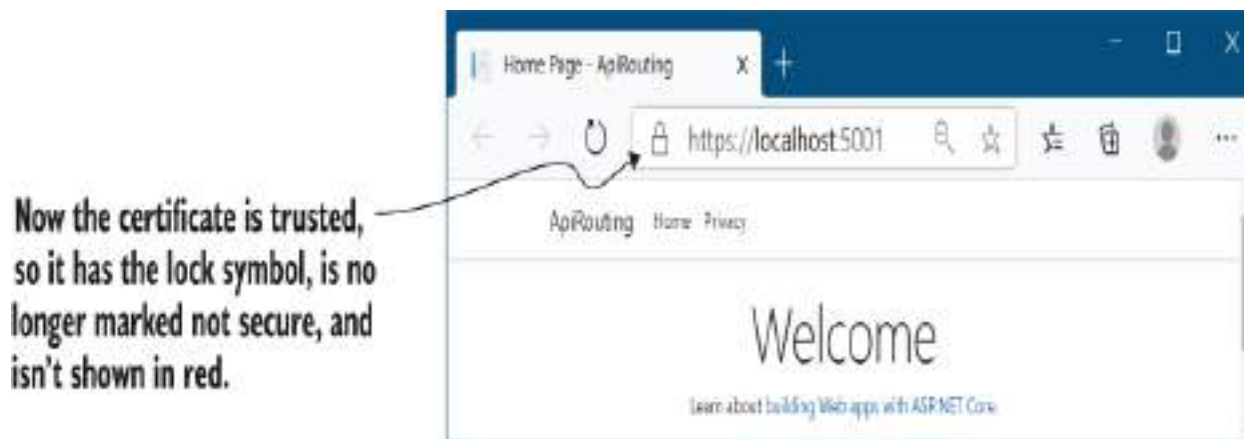 Home Page - ApiRouting
https://localhost:5001
Now the certificate is trusted,
so it has the lock symbol, is no
longer marked not secure, and
isn't shown in red.
ApiRouting Home Privacy
Welcome
Learn about building Web apps with ASP.NET Core.